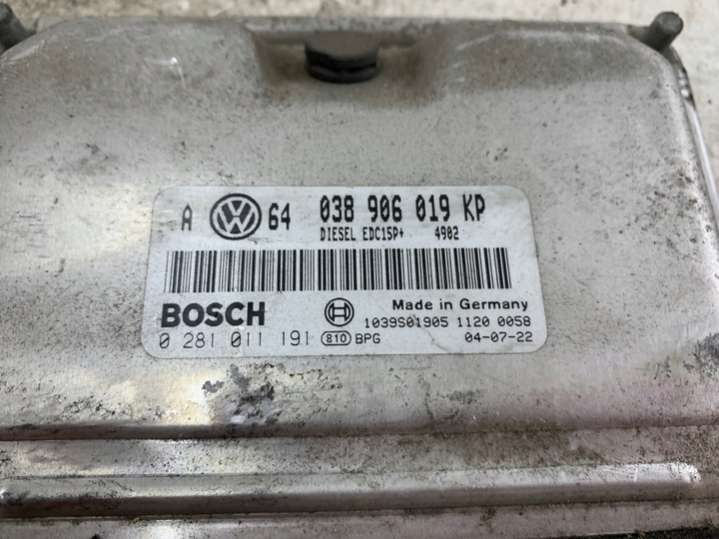 A VW 64 038 906 019 KP
DIESEL EDC15P+ 4902
BOSCH Made in Germany
1039S01905 1120 0058
0 281 011 191 810 BPG 04-07-22